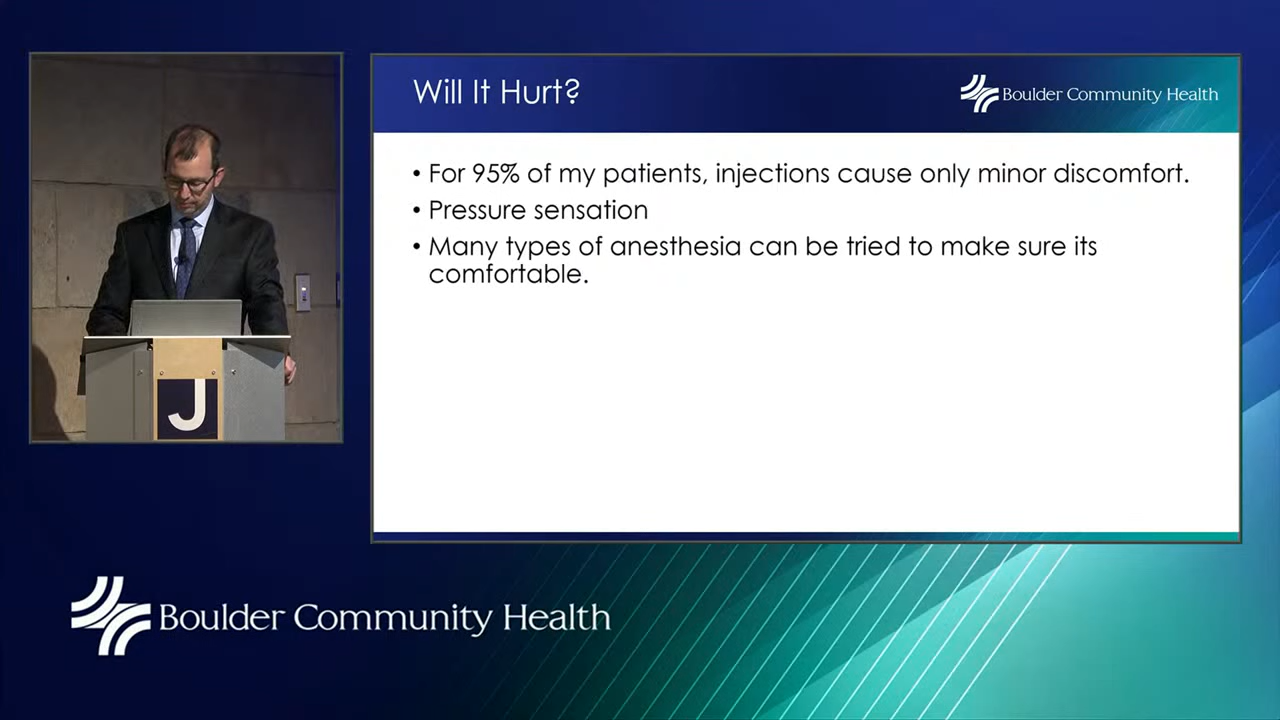 Will It Hurt?
Boulder Community Health
• For 95% of my patients, injections cause only minor discomfort.
• Pressure sensation
• Many types of anesthesia can be tried to make sure its
comfortable.
J
Boulder Community Health